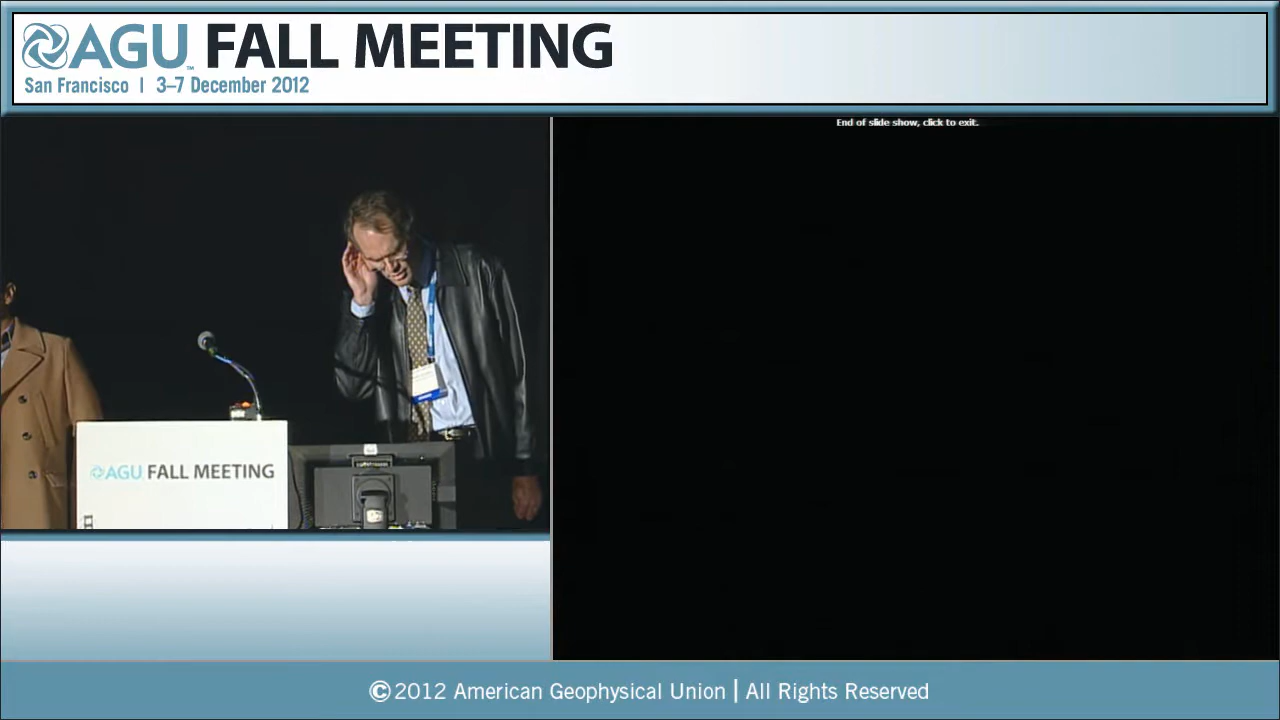 AGU™ FALL MEETING
San Francisco | 3–7 December 2012
End of slide show, click to exit.
AGU FALL MEETING
©2012 American Geophysical Union | All Rights Reserved